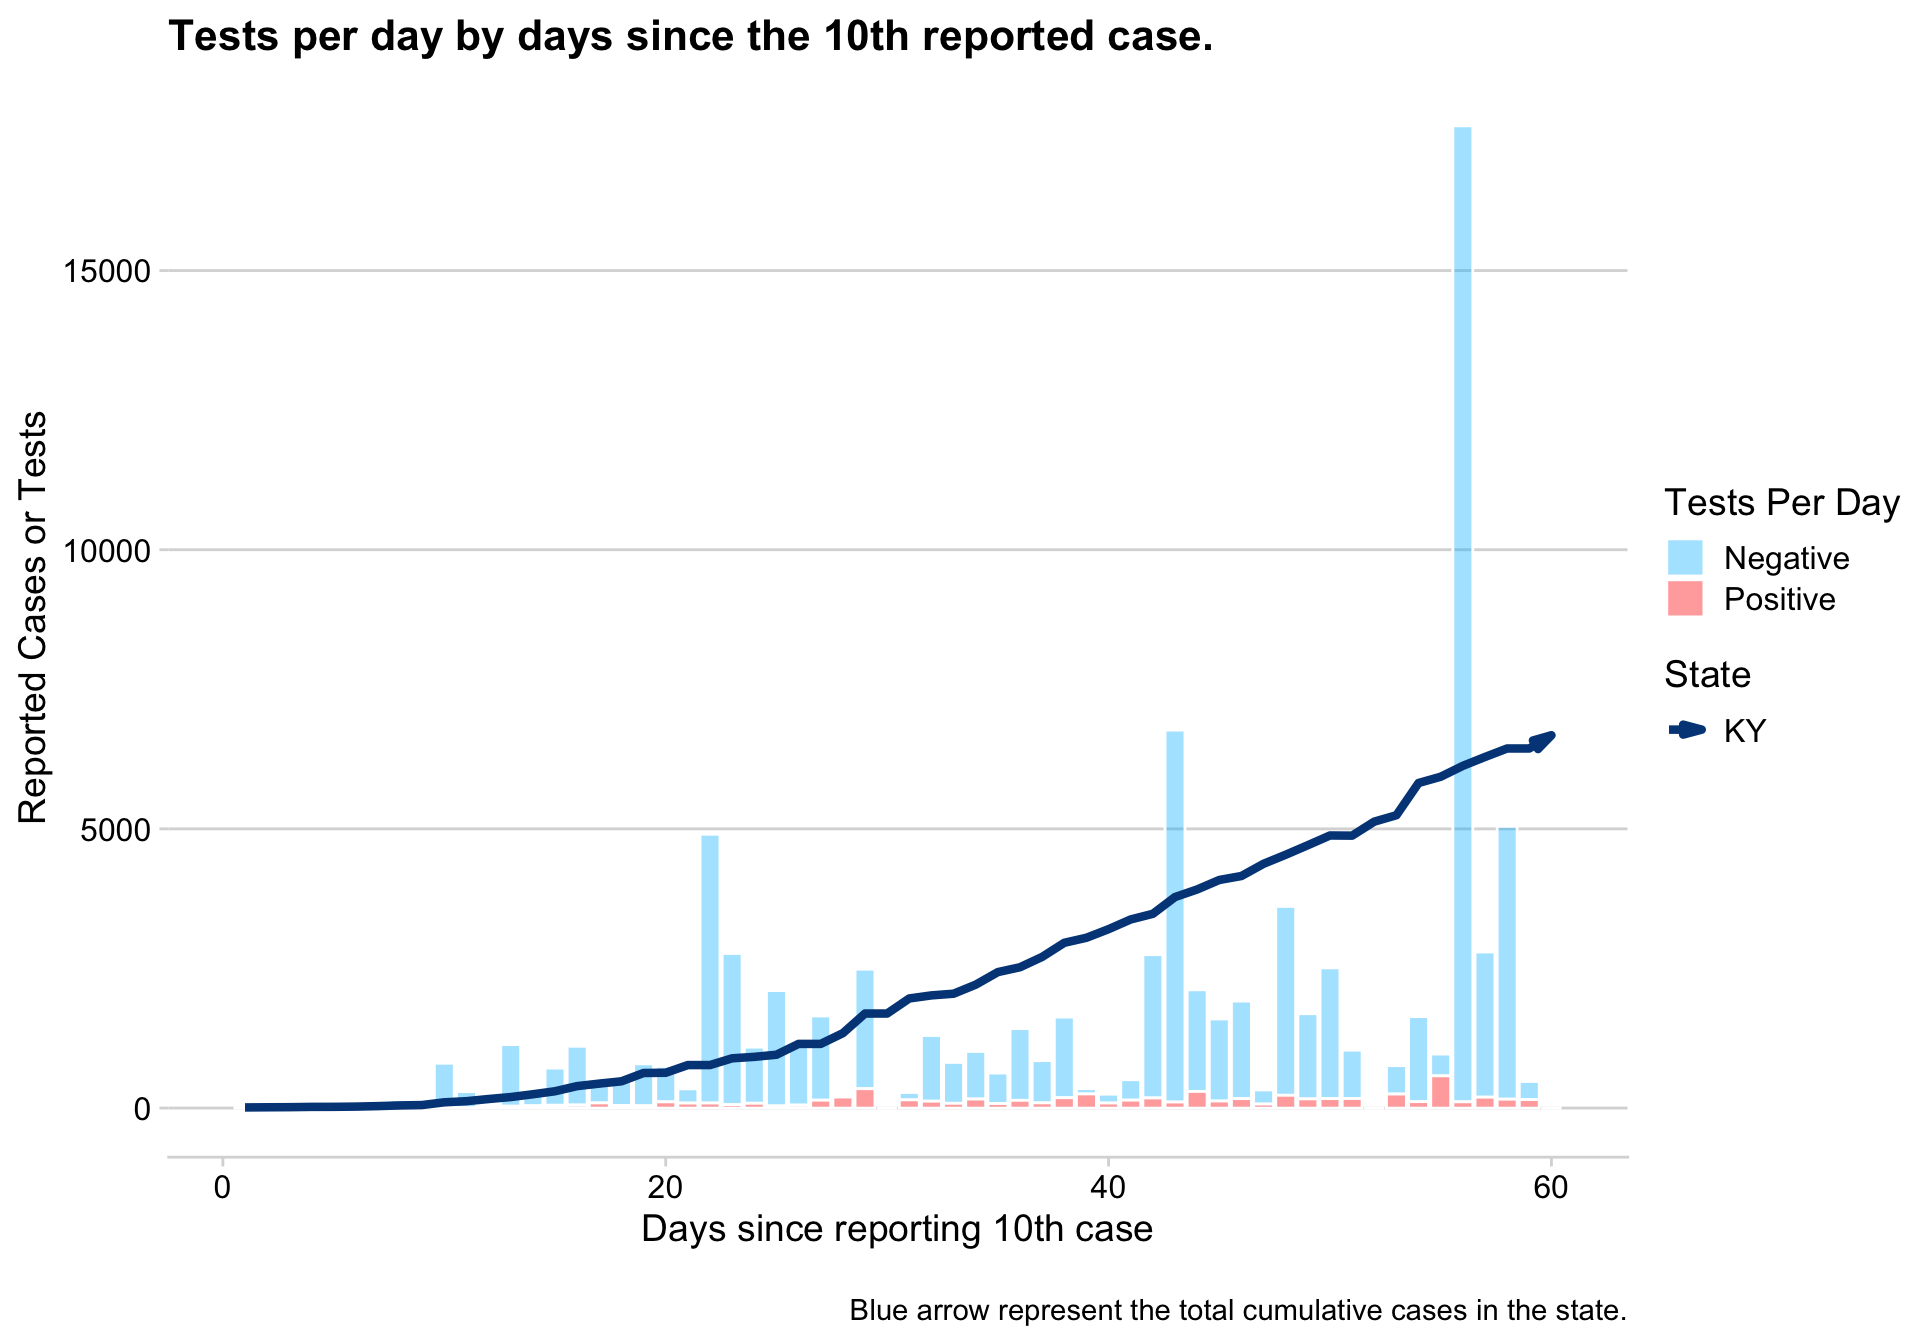 Tests per day by days since the 10th reported case.
Reported Cases or Tests
15000
10000
5000
0
0 20 40 60
Days since reporting 10th case
Tests Per Day
Negative
Positive
State
KY
Blue arrow represent the total cumulative cases in the state.